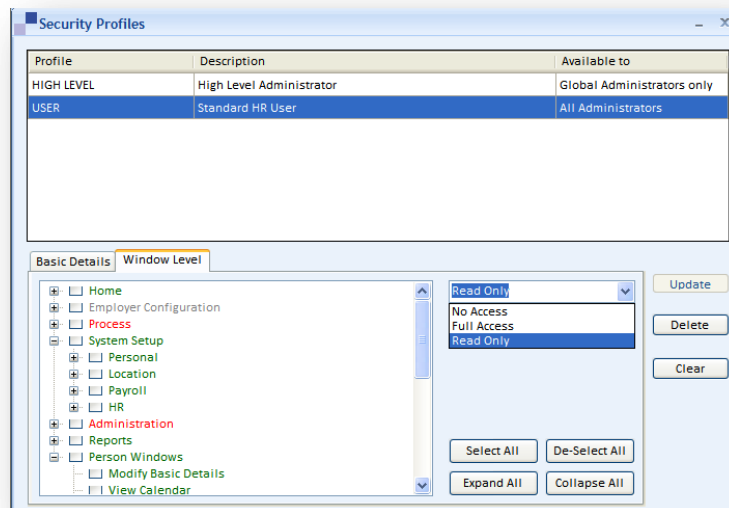 Security Profiles
Profile Description Available to
HIGH LEVEL High Level Administrator Global Administrators only
USER Standard HR User All Administrators
Basic Details Window Level
Home
Employer Configuration
Process
System Setup
Personal
Location
Payroll
HR
Administration
Reports
Person Windows
Modify Basic Details
View Calendar
Read Only
No Access
Full Access
Read Only
Select All De-Select All
Expand All Collapse All
Update
Delete
Clear